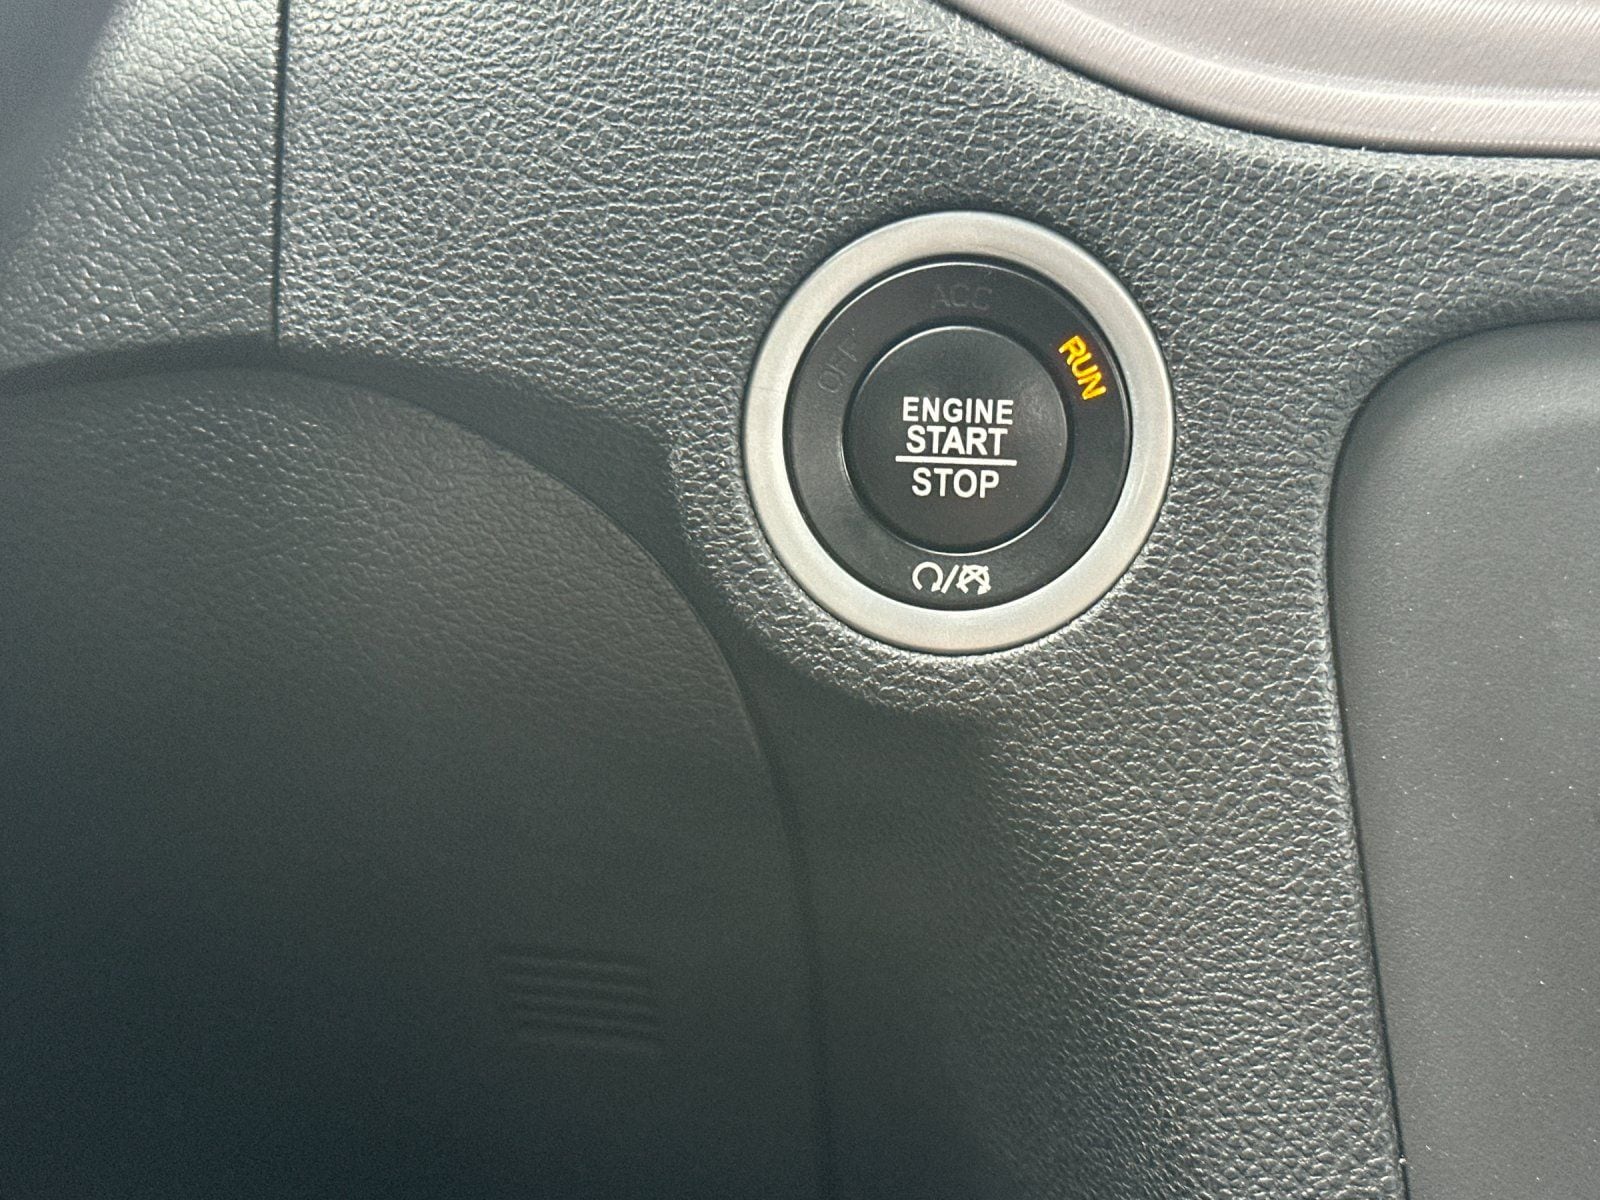 ACC
OFF
RUN
ENGINE
START
STOP